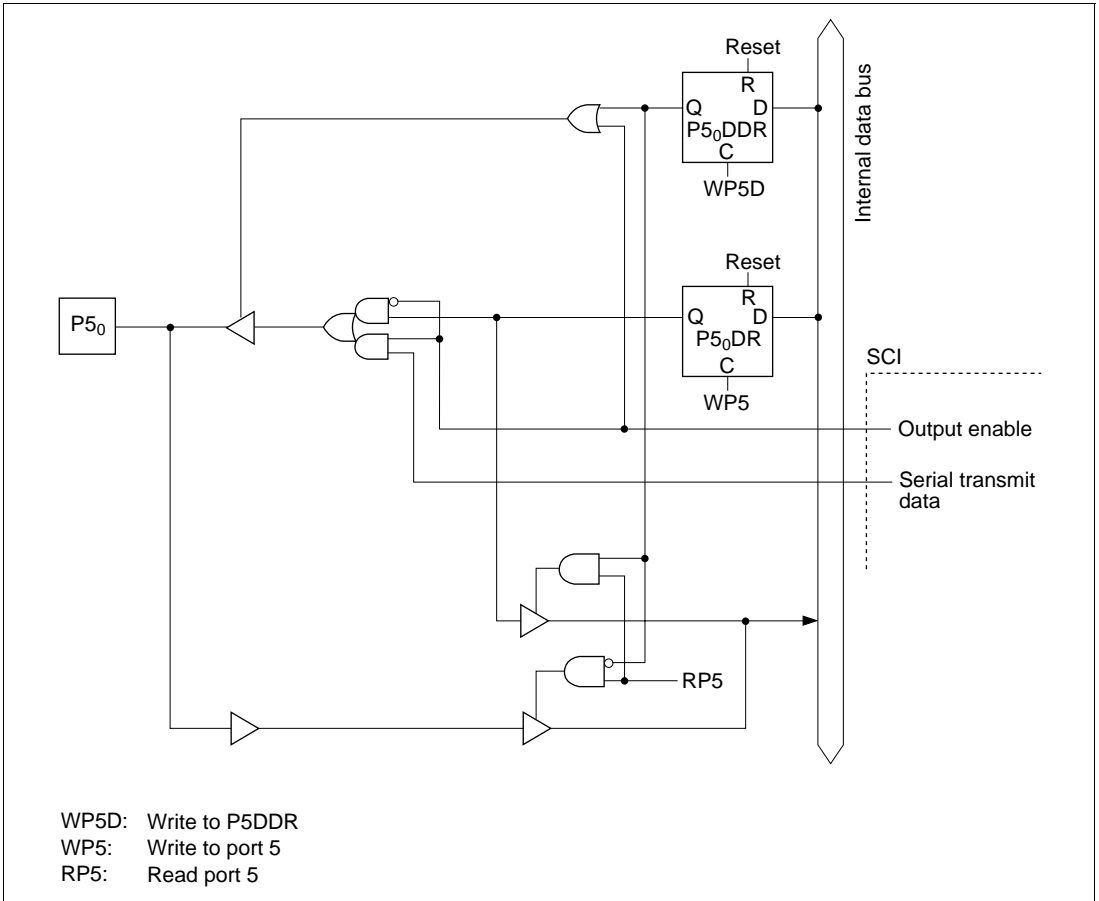 Reset
R
Q D
P5₀DDR
C
WP5D
Internal data bus
Reset
R
Q D
P5₀DR
C
WP5
P5₀
SCI
Output enable
Serial transmit
data
RP5
WP5D: Write to P5DDR
WP5: Write to port 5
RP5: Read port 5